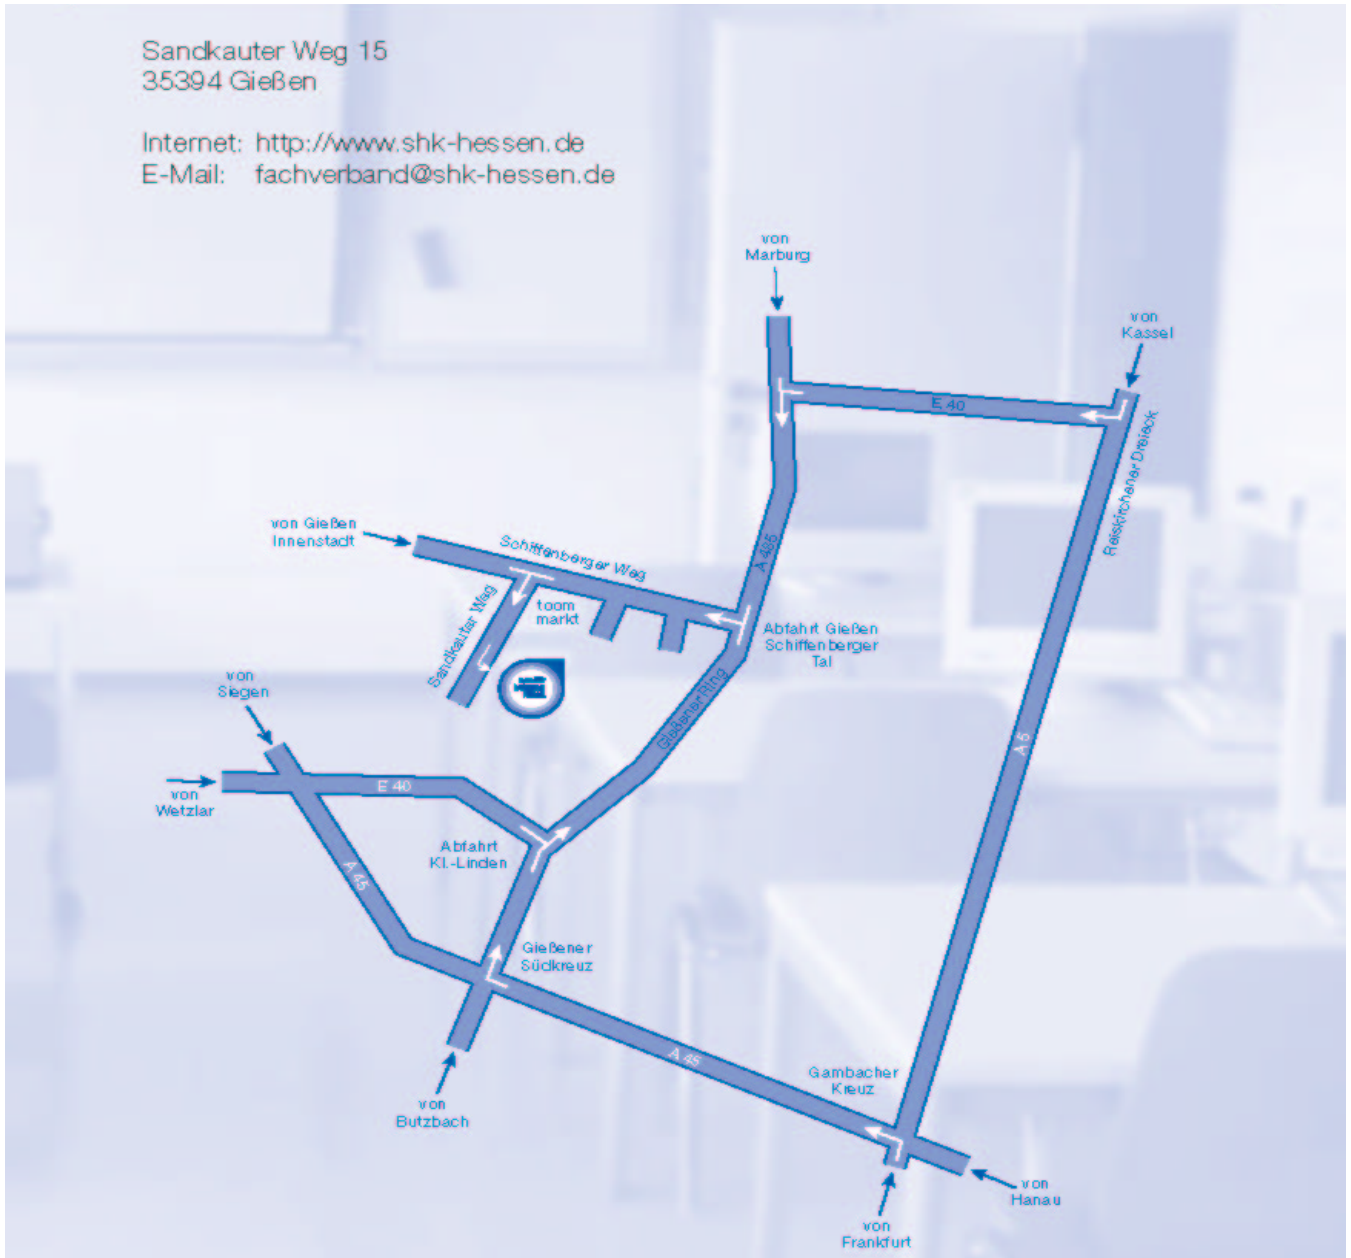 Sandkauter Weg 15
35394 Gießen
Internet: http://www.shk-hessen.de
E-Mail: fachverband@shk-hessen.de
von
Marburg
von
Kassel
E 40
Reiskirchener Dreieck
von Gießen
Innenstadt
Schiffenberger Weg
A 485
toom
markt
Sandkauter Weg
Abfahrt Gießen
Schiffenberger
Tal
von
Siegen
Gießener Ring
A 5
von
Wetzlar
E 40
Abfahrt
Kl.-Linden
A 45
Gießener
Südkreuz
A 45
Gambacher
Kreuz
von
Butzbach
von
Hanau
von
Frankfurt